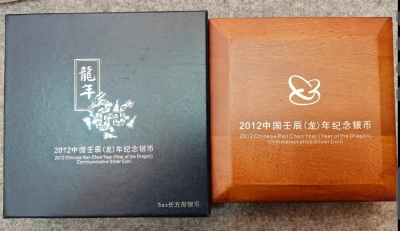 龍年
2012中国壬辰(龙)年纪念银币
2012 Chinese Ren Chen Year (Year of the Dragon)
Commemorative Silver Coin
5oz长方形银币
2012中国壬辰(龙)年纪念银币
2012 Chinese Ren Chen Year (Year of the Dragon)
Commemorative Silver Coin